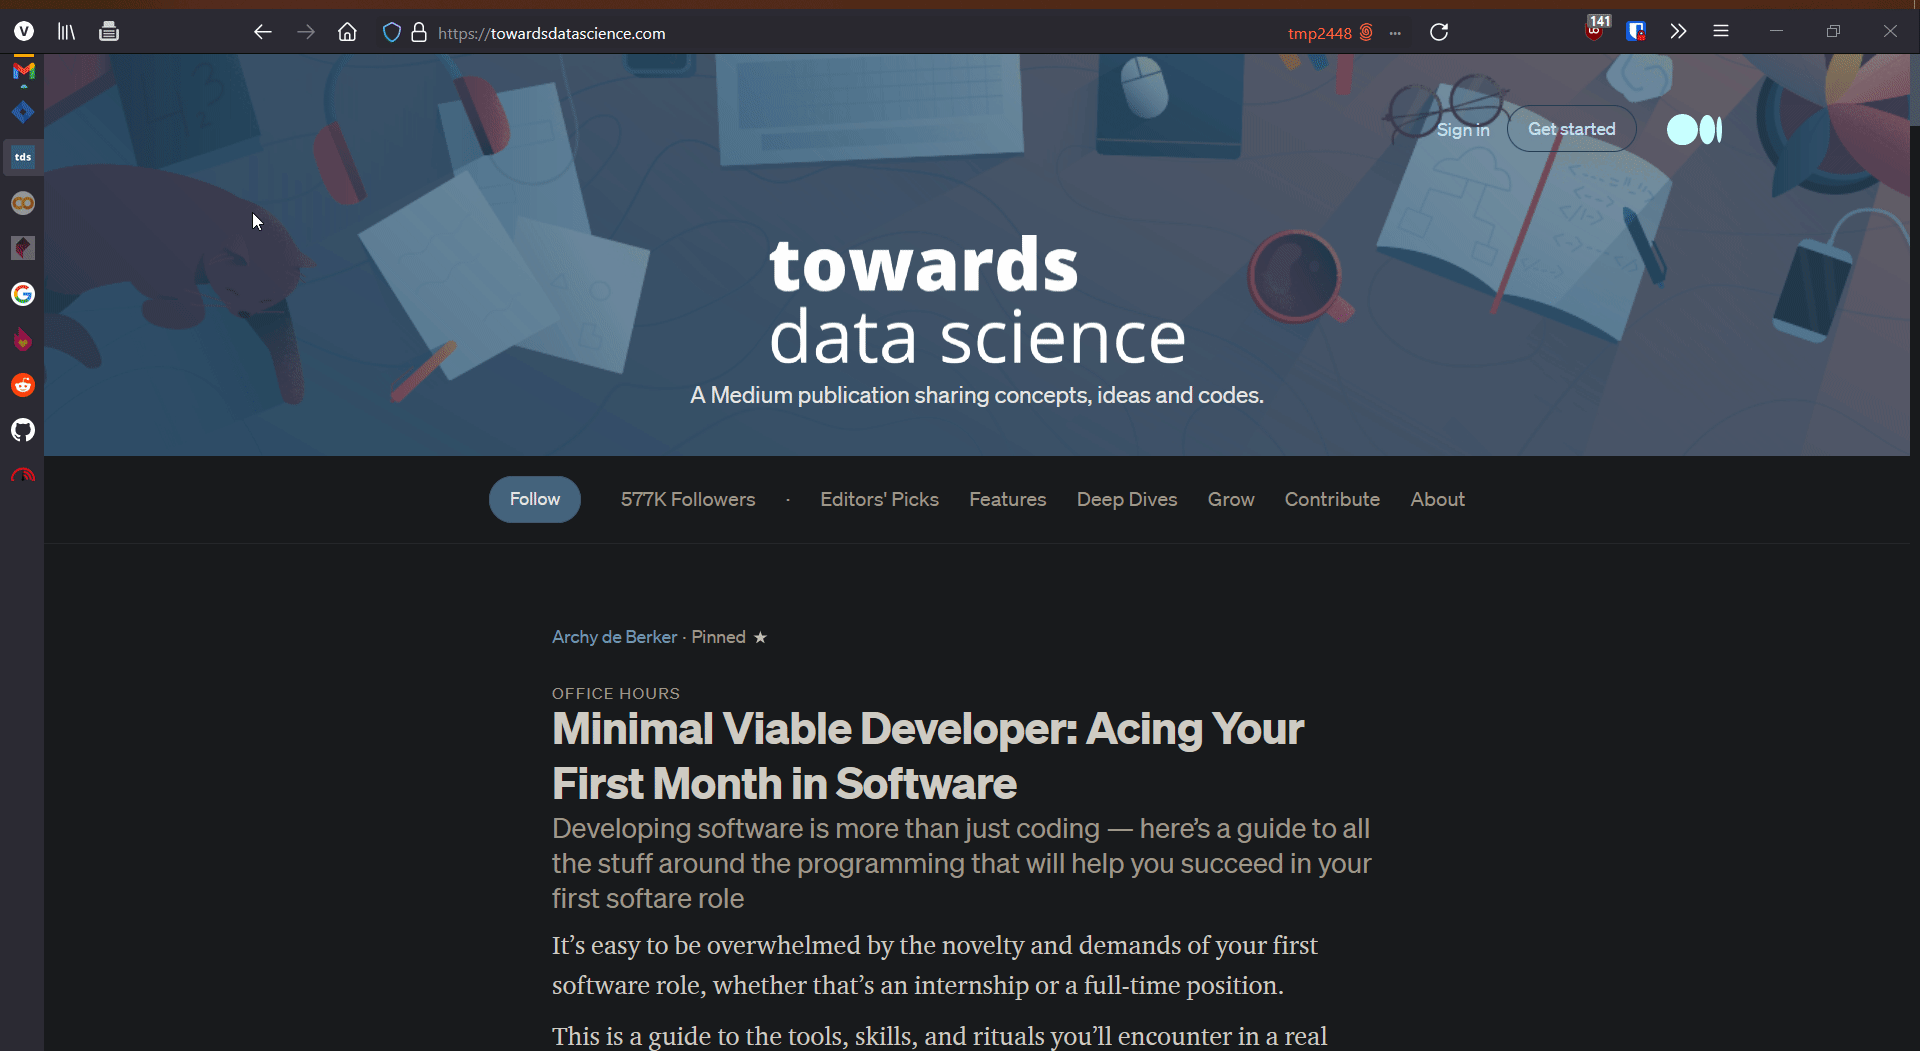 V
https://towardsdatascience.com
tmp2448
141
tds
Sign in
Get started
towards
data science
A Medium publication sharing concepts, ideas and codes.
Follow
577K Followers
·
Editors' Picks
Features
Deep Dives
Grow
Contribute
About
Archy de Berker · Pinned ★
OFFICE HOURS
Minimal Viable Developer: Acing Your
First Month in Software
Developing software is more than just coding — here’s a guide to all
the stuff around the programming that will help you succeed in your
first softare role
It’s easy to be overwhelmed by the novelty and demands of your first
software role, whether that’s an internship or a full-time position.
This is a guide to the tools, skills, and rituals you’ll encounter in a real